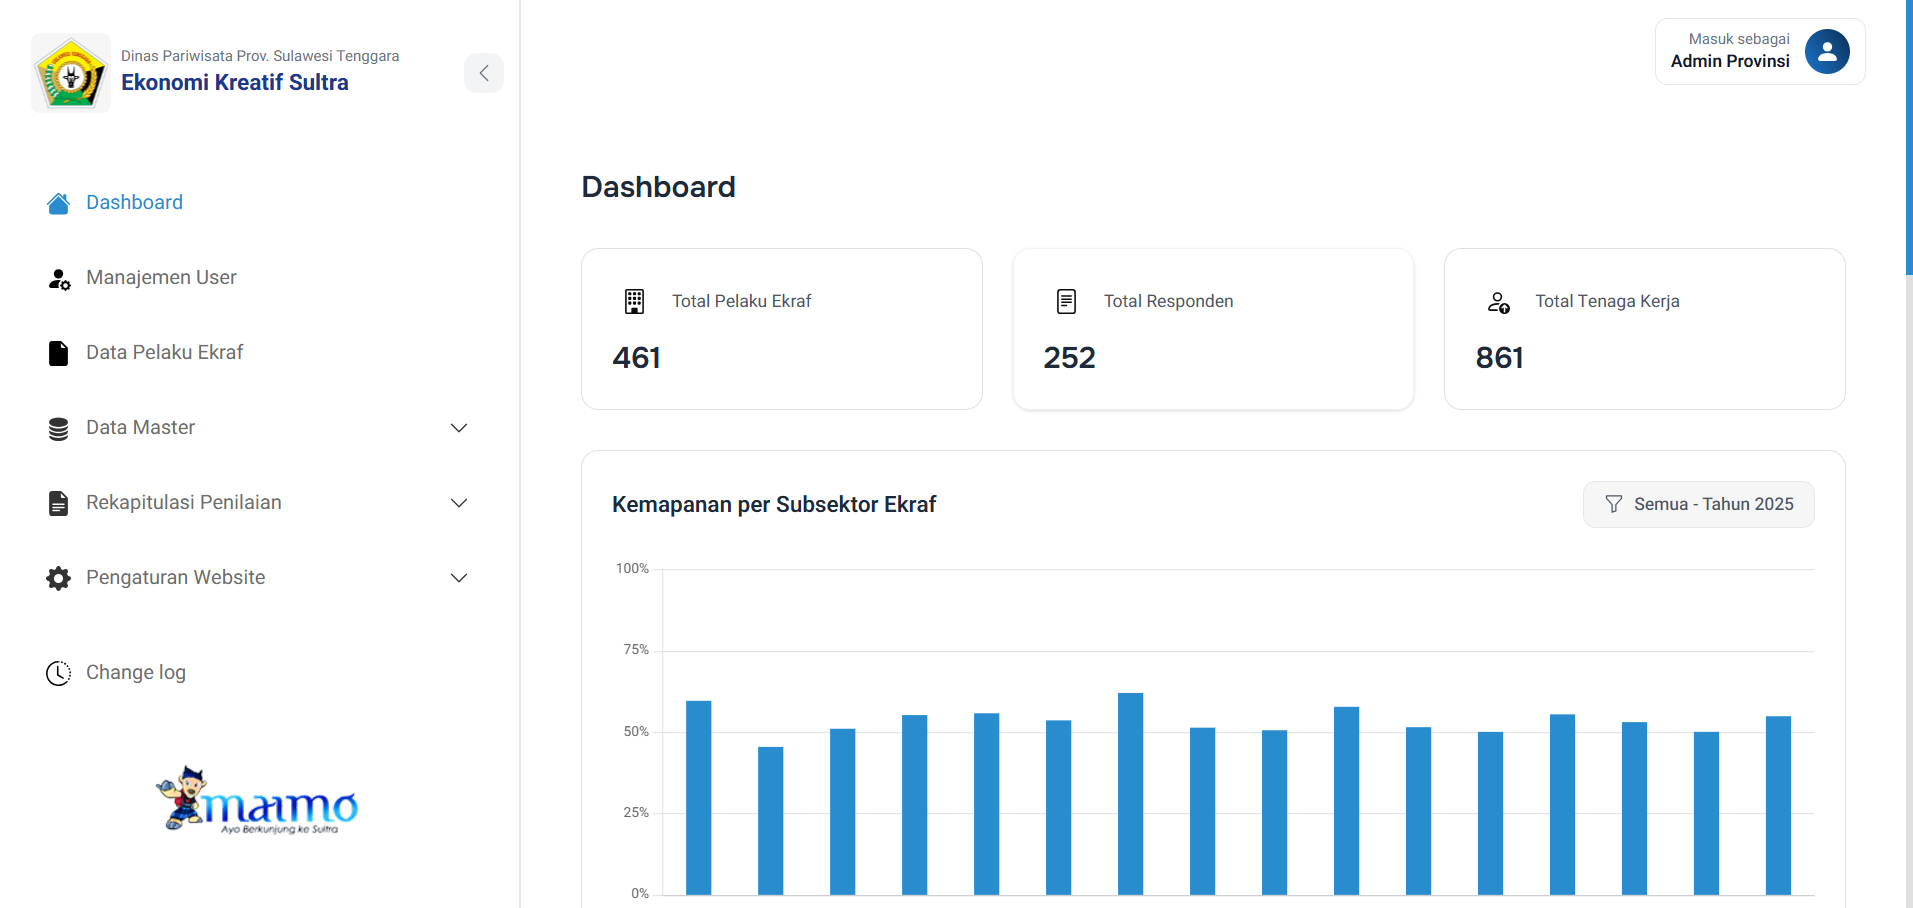 Dinas Pariwisata Prov. Sulawesi Tenggara
Ekonomi Kreatif Sultra
Dashboard
Manajemen User
Data Pelaku Ekraf
Data Master
Rekapitulasi Penilaian
Pengaturan Website
Change log
Ayo Berkunjung ke Sultra
Masuk sebagai
Admin Provinsi
Dashboard
Total Pelaku Ekraf
461
Total Responden
252
Total Tenaga Kerja
861
Kemapanan per Subsektor Ekraf
Semua - Tahun 2025
100%
75%
50%
25%
0%